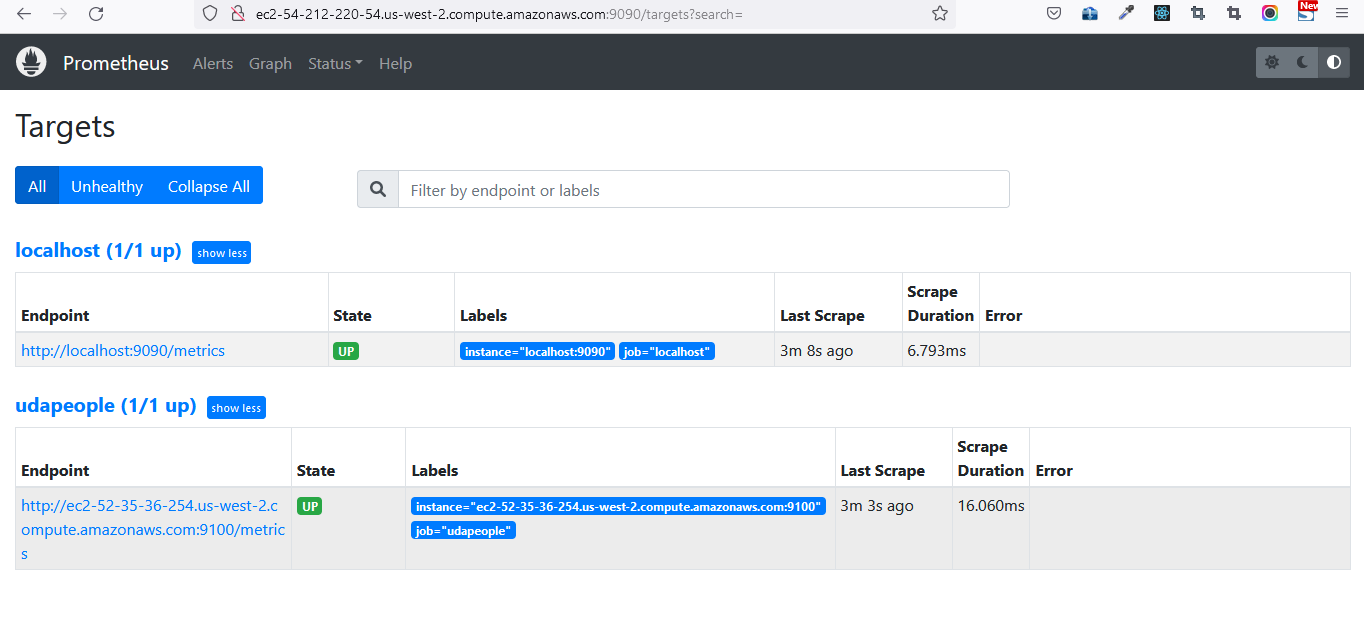 ec2-54-212-220-54.us-west-2.compute.amazonaws.com:9090/targets?search=
New
Prometheus Alerts Graph Status Help
Targets
All Unhealthy Collapse All
Filter by endpoint or labels
localhost (1/1 up) show less
Scrape
Endpoint State Labels Last Scrape Duration Error
http://localhost:9090/metrics UP instance="localhost:9090" job="localhost" 3m 8s ago 6.793ms
udapeople (1/1 up) show less
Scrape
Endpoint State Labels Last Scrape Duration Error
http://ec2-52-35-36-254.us-west-2.c UP instance="ec2-52-35-36-254.us-west-2.compute.amazonaws.com:9100" 3m 3s ago 16.060ms
ompute.amazonaws.com:9100/metric job="udapeople"
s